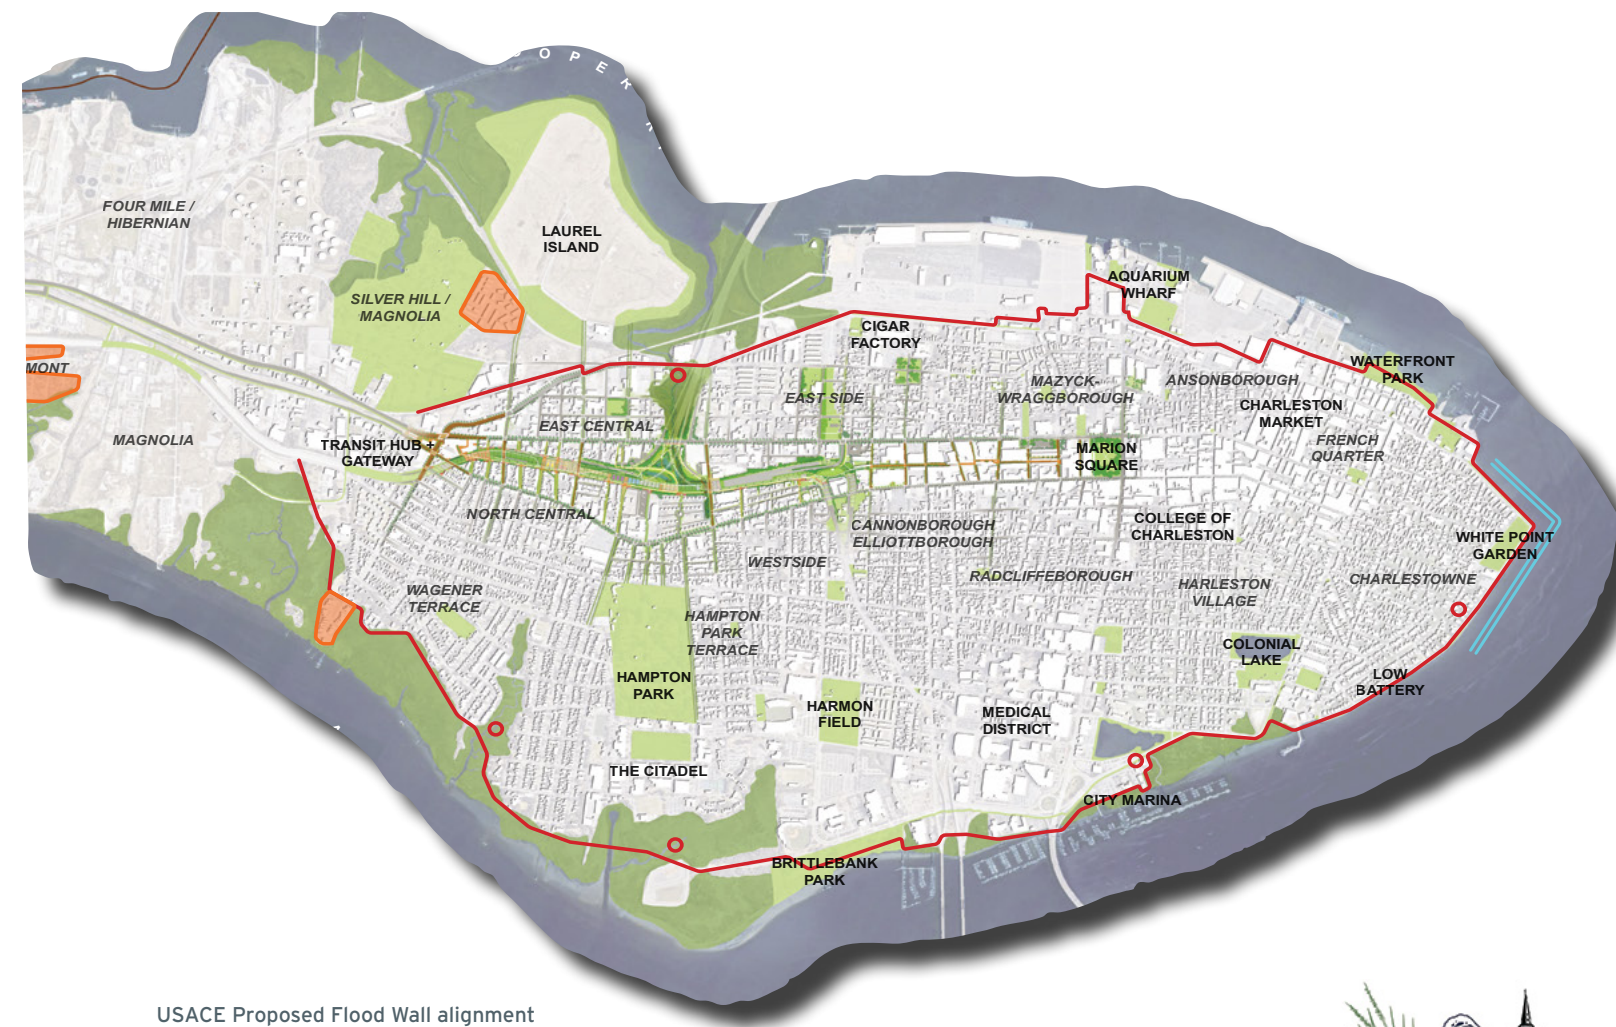 O P E R
FOUR MILE /
HIBERNIAN
LAUREL
ISLAND
AQUARIUM
WHARF
SILVER HILL /
MAGNOLIA
CIGAR
FACTORY
WATERFRONT
PARK
MONT
MAZYCK-
WRAGGBOROUGH
ANSONBOROUGH
EAST SIDE
CHARLESTON
MARKET
EAST CENTRAL
MAGNOLIA
TRANSIT HUB +
GATEWAY
MARION
SQUARE
FRENCH
QUARTER
NORTH CENTRAL
CANNONBOROUGH
ELLIOTTBOROUGH
COLLEGE OF
CHARLESTON
WHITE POINT
GARDEN
WESTSIDE
RADCLIFFEBOROUGH
HARLESTON
VILLAGE
CHARLESTOWNE
WAGENER
TERRACE
HAMPTON
PARK
TERRACE
COLONIAL
LAKE
HAMPTON
PARK
LOW
BATTERY
HARMON
FIELD
MEDICAL
DISTRICT
THE CITADEL
CITY MARINA
BRITTLEBANK
PARK
USACE Proposed Flood Wall alignment